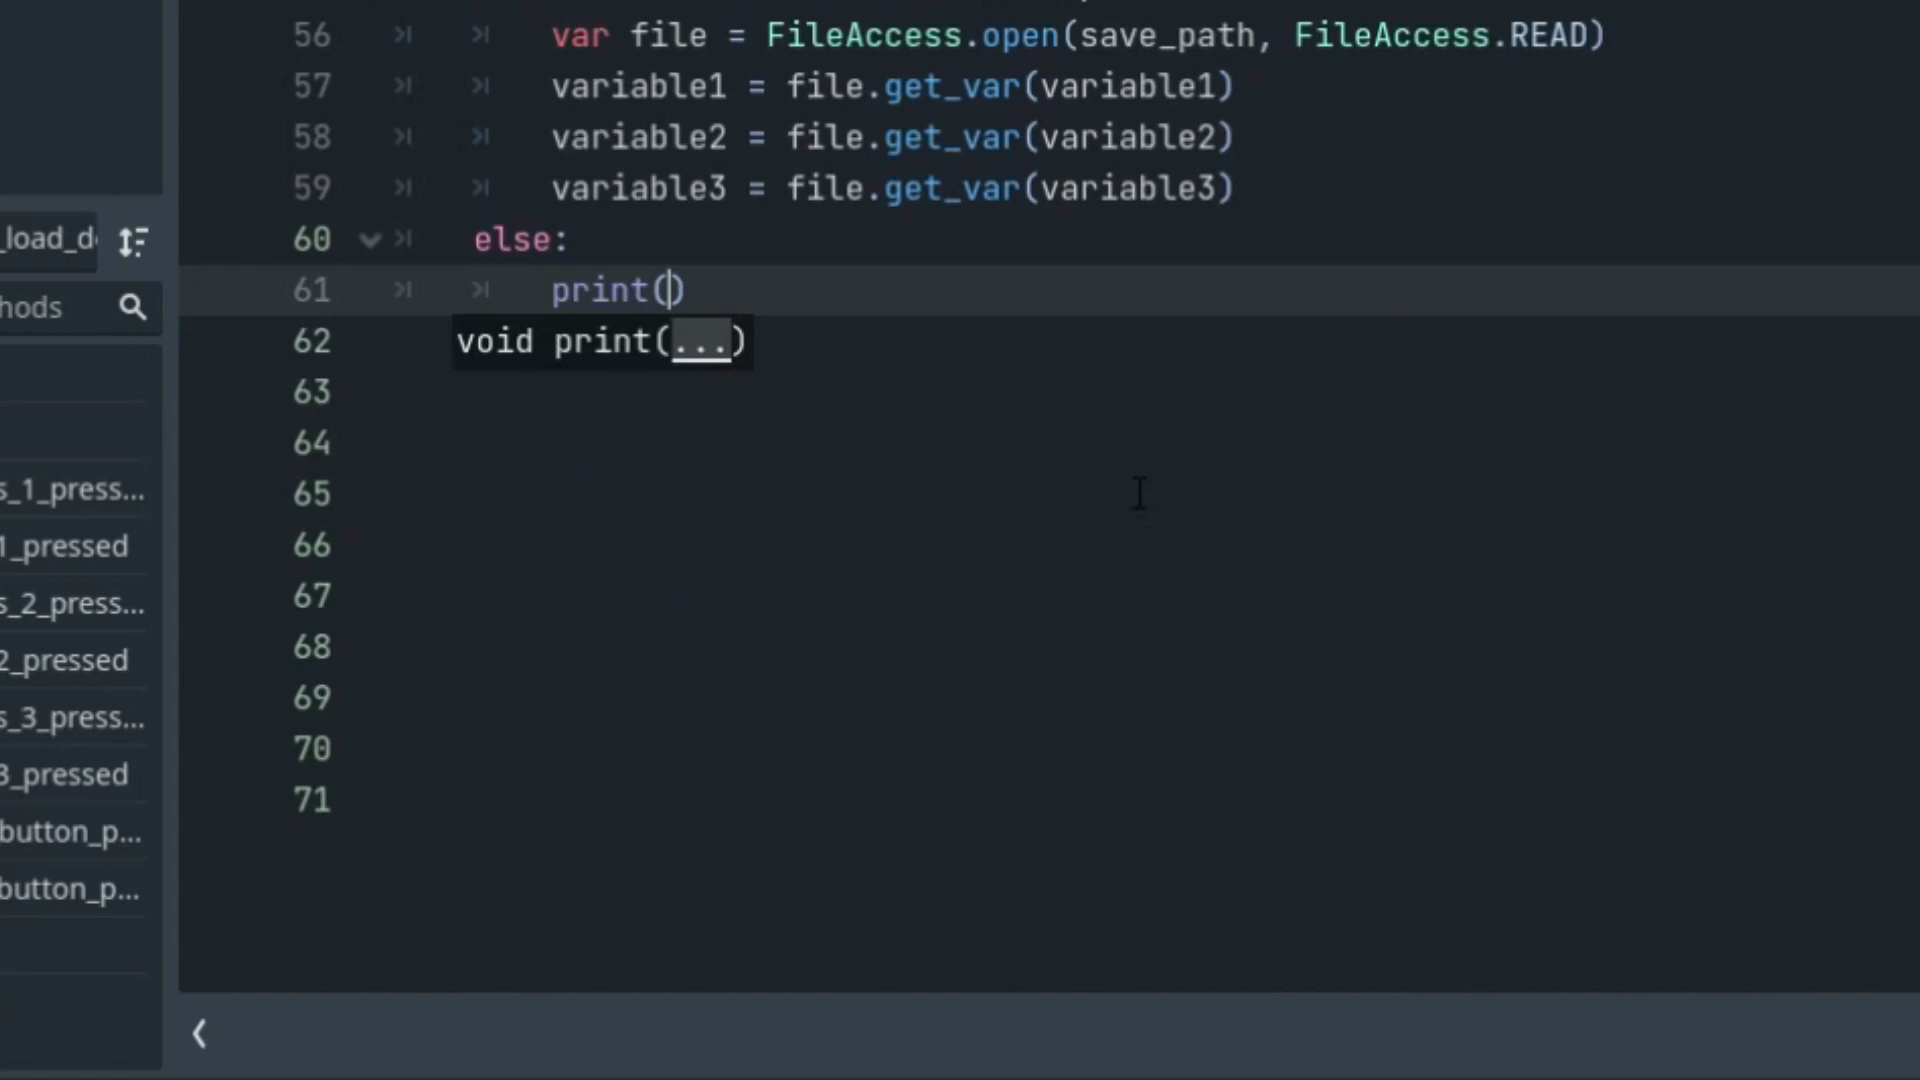 56 var file = FileAccess.open(save_path, FileAccess.READ)
57 variable1 = file.get_var(variable1)
58 variable2 = file.get_var(variable2)
59 variable3 = file.get_var(variable3)
60 else:
61 print()
62 void print(...)
63
64
65
66
67
68
69
70
71
_load_d
hods
s_1_press...
1_pressed
s_2_press...
2_pressed
s_3_press...
3_pressed
button_p...
button_p...